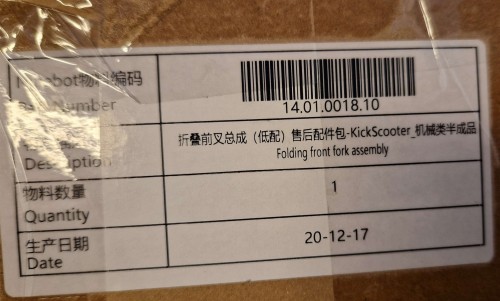 bot物料编码
Number
14.01.0018.10
折叠前叉总成（低配）售后配件包-KickScooter_机械类半成品
Folding front fork assembly
物料数量
Quantity
1
生产日期
Date
20-12-17